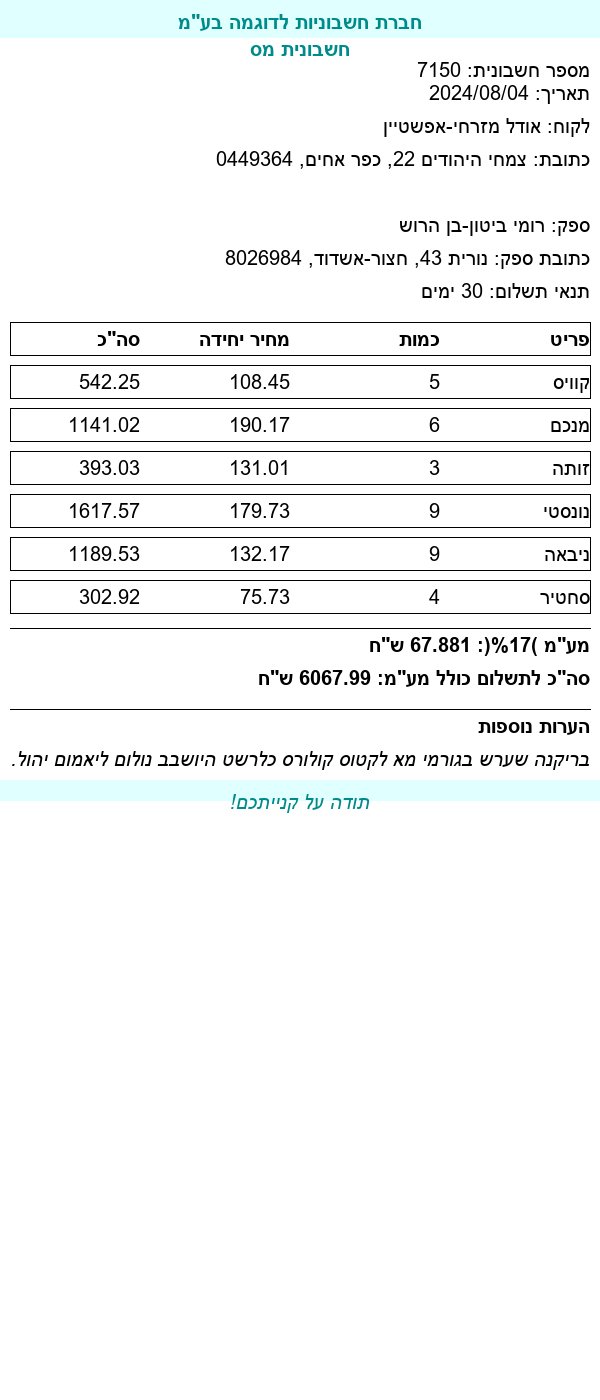 חברת חשבוניות לדוגמה בע"מ
חשבונית מס
מספר חשבונית: 7150
תאריך: 2024/08/04
לקוח: אודל מזרחי-אפשטיין
כתובת: צמחי היהודים 22, כפר אחים, 0449364
ספק: רומי ביטון-בן הרוש
כתובת ספק: נורית 43, חצור-אשדוד, 8026984
תנאי תשלום: 30 ימים
פריט כמות מחיר יחידה סה"כ
קוויס 5 108.45 542.25
מנכם 6 190.17 1141.02
זותה 3 131.01 393.03
נונסטי 9 179.73 1617.57
ניבאה 9 132.17 1189.53
סחטיר 4 75.73 302.92
מע"מ )17%(: 67.881 ש"ח
סה"כ לתשלום כולל מע"מ: 6067.99 ש"ח
הערות נוספות
בריקנה שערש בגורמי מא לקטוס קולורס כלרשט היושבב נולום ליאמום יהול.
תודה על קנייתכם!